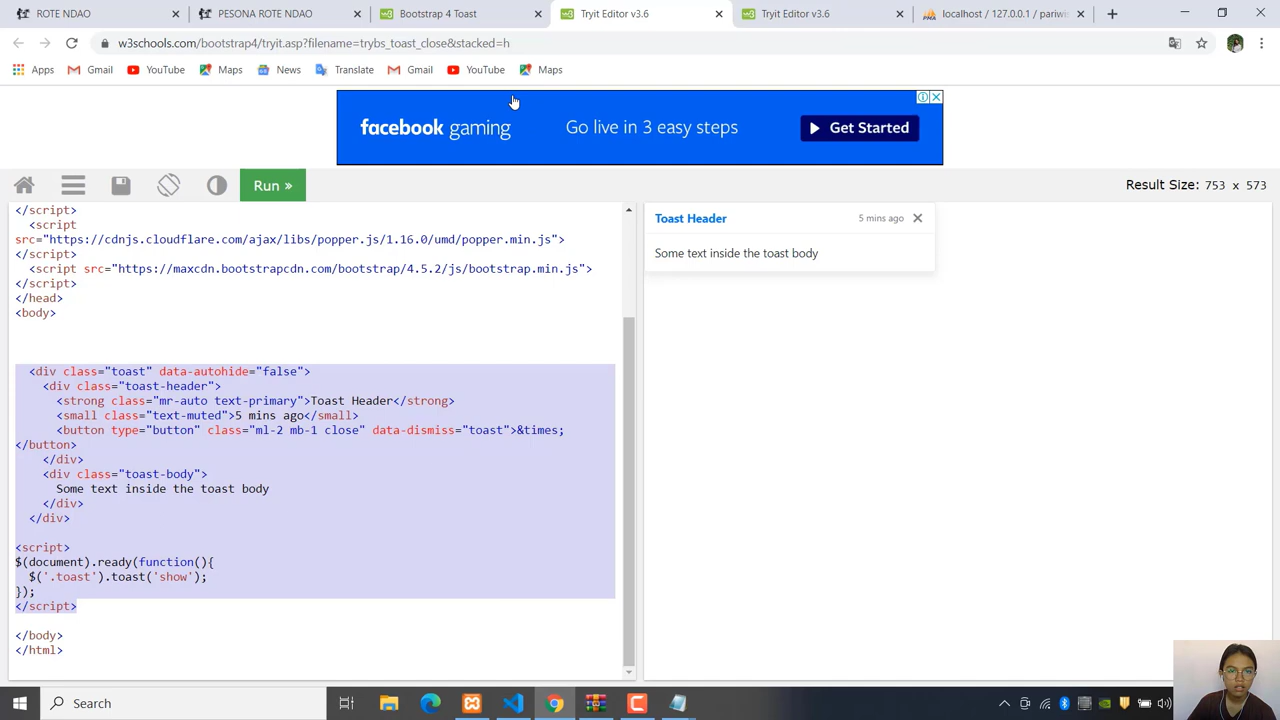 ROTE NDAO
PESONA ROTE NDAO
Bootstrap 4 Toast
Tryit Editor v3.6
Tryit Editor v3.6
localhost / 127.0.0.1 / pariwis
w3schools.com/bootstrap4/tryit.asp?filename=trybs_toast_close&stacked=h
Apps Gmail YouTube Maps News Translate Gmail YouTube Maps
facebook gaming
Go live in 3 easy steps
Get Started
Run »
Result Size: 753 x 573
</script>
<script
src="https://cdnjs.cloudflare.com/ajax/libs/popper.js/1.16.0/umd/popper.min.js">
</script>
<script src="https://maxcdn.bootstrapcdn.com/bootstrap/4.5.2/js/bootstrap.min.js">
</script>
</head>
<body>
<div class="toast" data-autohide="false">
<div class="toast-header">
<strong class="mr-auto text-primary">Toast Header</strong>
<small class="text-muted">5 mins ago</small>
<button type="button" class="ml-2 mb-1 close" data-dismiss="toast">&times;
</button>
</div>
<div class="toast-body">
Some text inside the toast body
</div>
</div>
<script>
$(document).ready(function(){
$('.toast').toast('show');
});
</script>
</body>
</html>
Toast Header
5 mins ago
Some text inside the toast body
Search